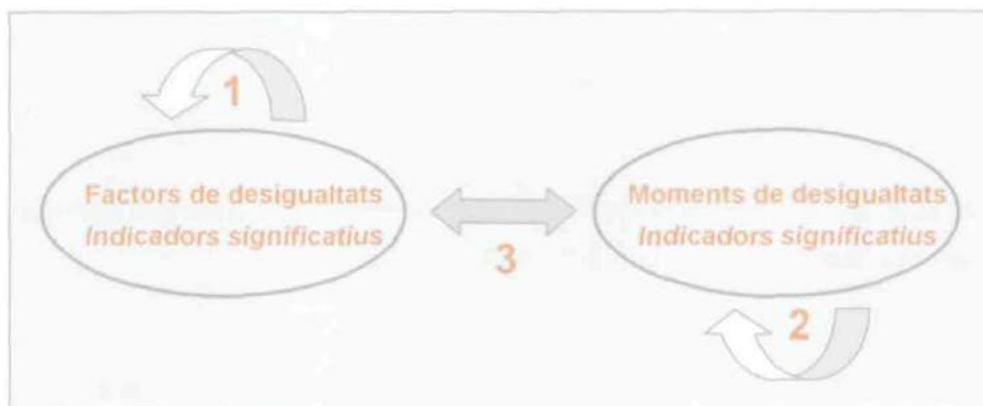 1
Factors de desigualtats
Indicadors significatius
3
Moments de desigualtats
Indicadors significatius
2